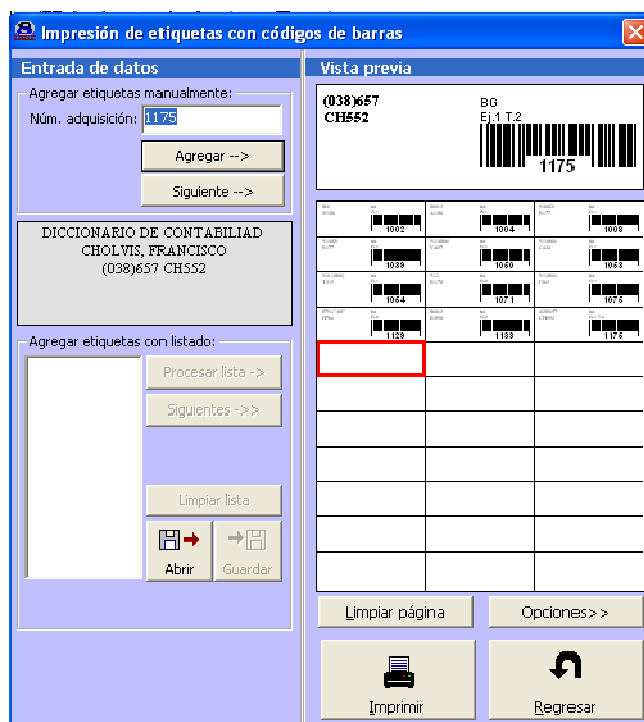 Impresión de etiquetas con códigos de barras
Entrada de datos
Agregar etiquetas manualmente:
Núm. adquisición: 1175
Agregar -->
Siguiente -->
DICCIONARIO DE CONTABILIAD
CHOLVIS, FRANCISCO
(038)657 CH552
Agregar etiquetas con listado:
Procesar lista ->
Siguientes ->>
Limpiar lista
Abrir
Guardar
Vista previa
(038)657
CH552
BG
Ej.1 T.2
1175
1002 1004 1008
1039 1050 1053
1064 1071 1075
1129 1133 1175
Limpiar página
Opciones>>
Imprimir
Regresar